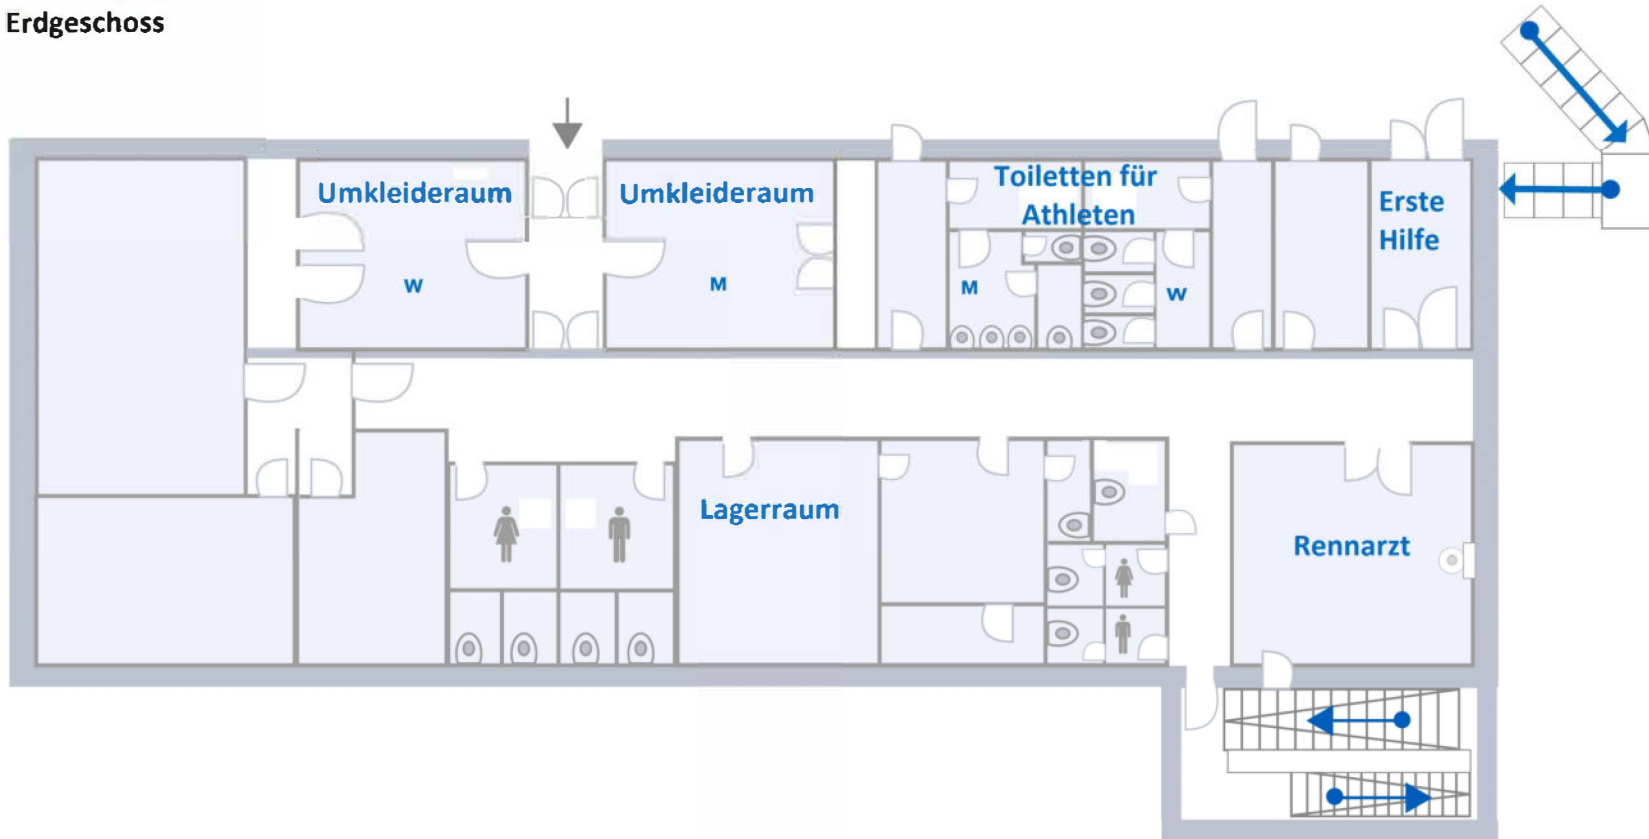 Erdgeschoss
Umkleideraum
W
Umkleideraum
M
Toiletten für
Athleten
M
W
Erste
Hilfe
Lagerraum
Rennarzt